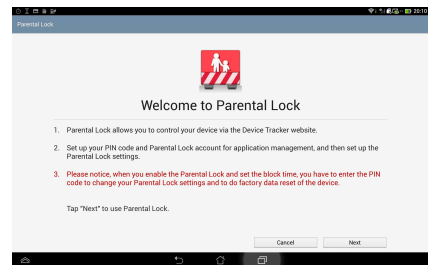 20:10
Parental Lock
Welcome to Parental Lock
1. Parental Lock allows you to control your device via the Device Tracker website.
2. Set up your PIN code and Parental Lock account for application management, and then set up the
Parental Lock settings.
3. Please notice, when you enable the Parental Lock and set the block time, you have to enter the PIN
code to change your Parental Lock settings and to do factory data reset of the device.
Tap "Next" to use Parental Lock.
Cancel Next